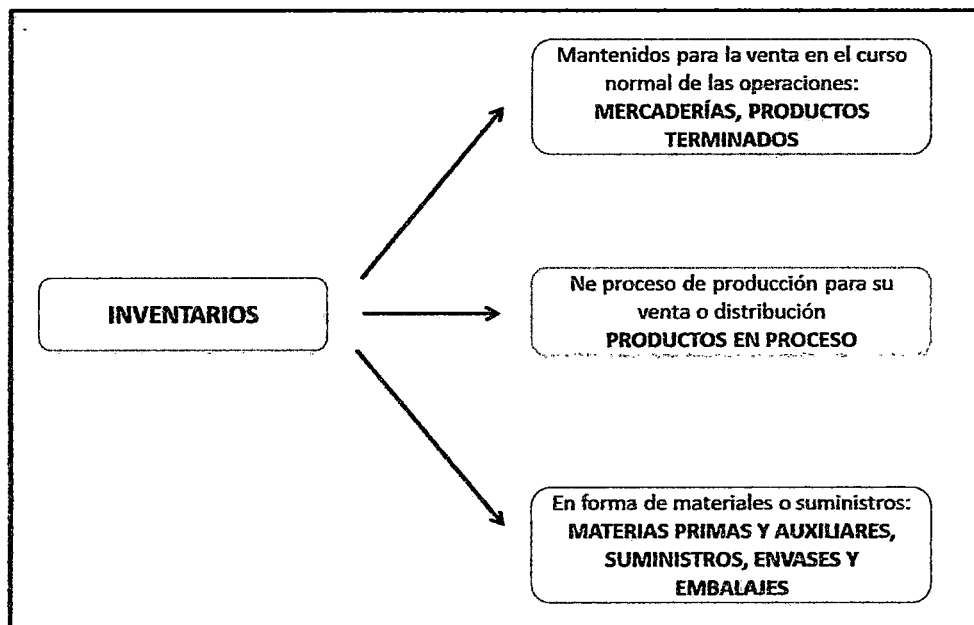 Mantenidos para la venta en el curso
normal de las operaciones:
MERCADERÍAS, PRODUCTOS
TERMINADOS
INVENTARIOS
Ne proceso de producción para su
venta o distribución
PRODUCTOS EN PROCESO
En forma de materiales o suministros:
MATERIAS PRIMAS Y AUXILIARES,
SUMINISTROS, ENVASES Y
EMBALAJES